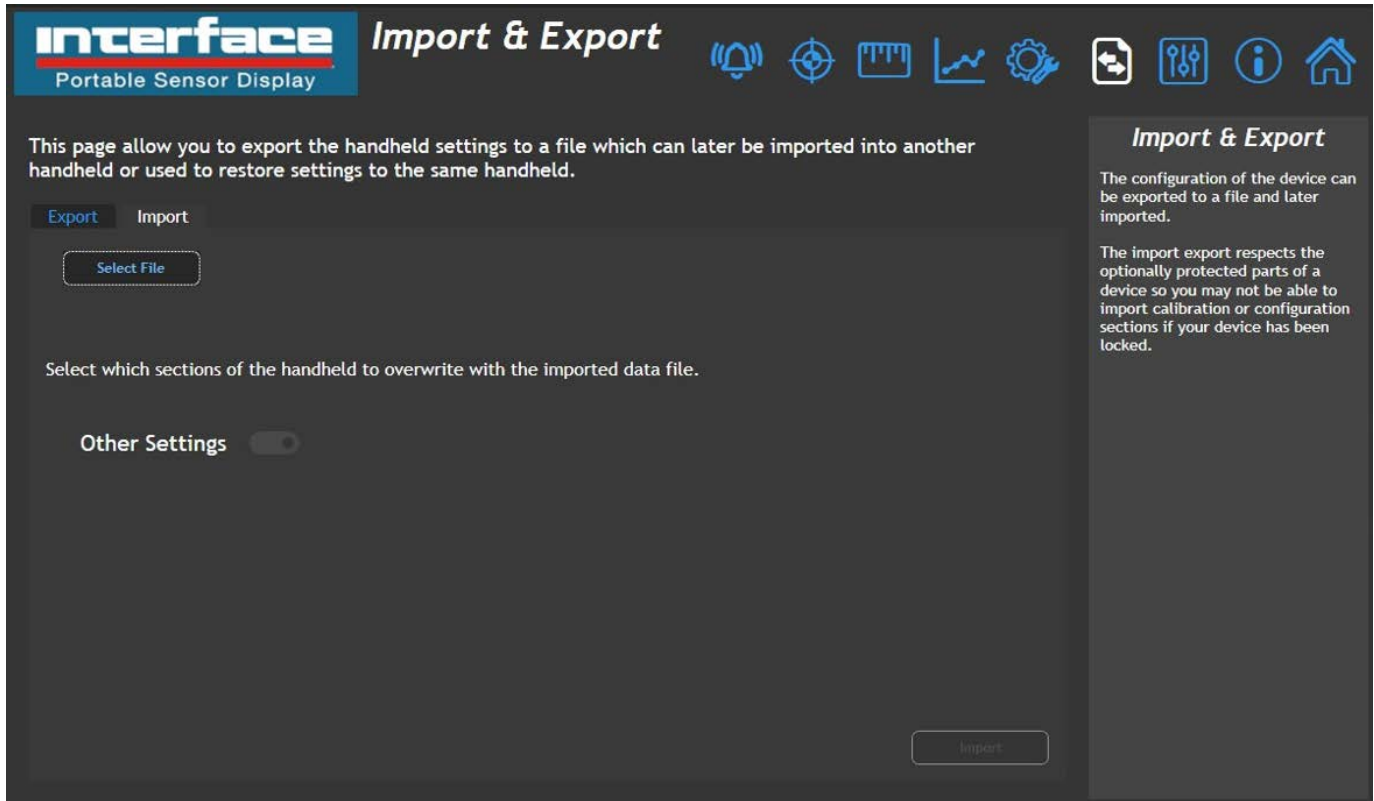 Interface
Portable Sensor Display
Import & Export
This page allow you to export the handheld settings to a file which can later be imported into another
handheld or used to restore settings to the same handheld.
Export Import
Select File
Select which sections of the handheld to overwrite with the imported data file.
Other Settings
Import
Import & Export
The configuration of the device can
be exported to a file and later
imported.
The import export respects the
optionally protected parts of a
device so you may not be able to
import calibration or configuration
sections if your device has been
locked.